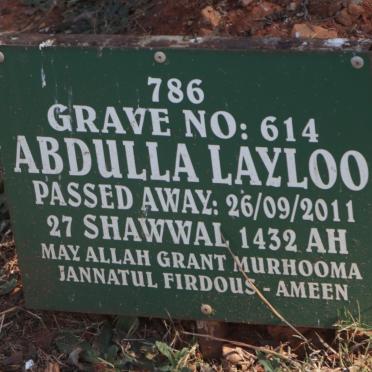 786
GRAVE NO: 614
ABDULLA LAYLOO
PASSED AWAY: 26/09/2011
27 SHAWWAL 1432 AH
MAY ALLAH GRANT MURHOOMA
JANNATUL FIRDOUS - AMEEN